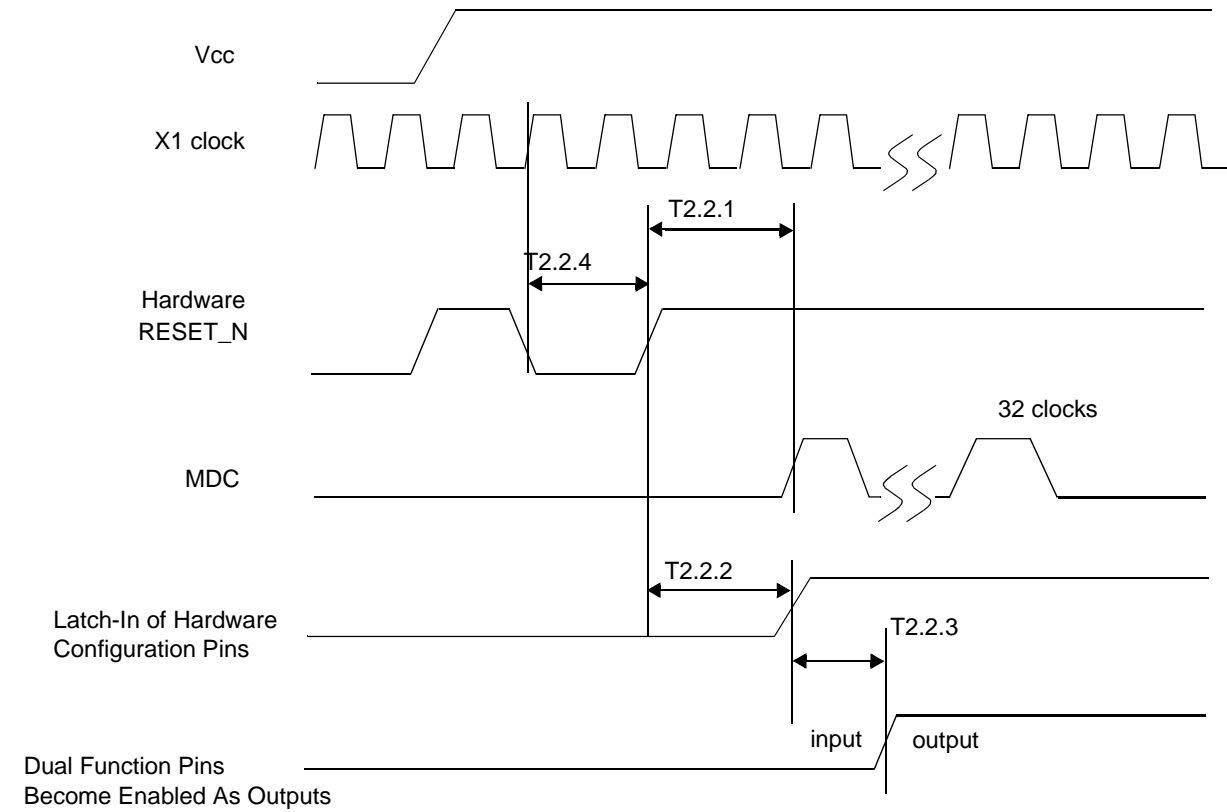 Vcc
X1 clock
T2.2.1
T2.2.4
Hardware
RESET_N
32 clocks
MDC
T2.2.2
Latch-In of Hardware
Configuration Pins
T2.2.3
input
output
Dual Function Pins
Become Enabled As Outputs